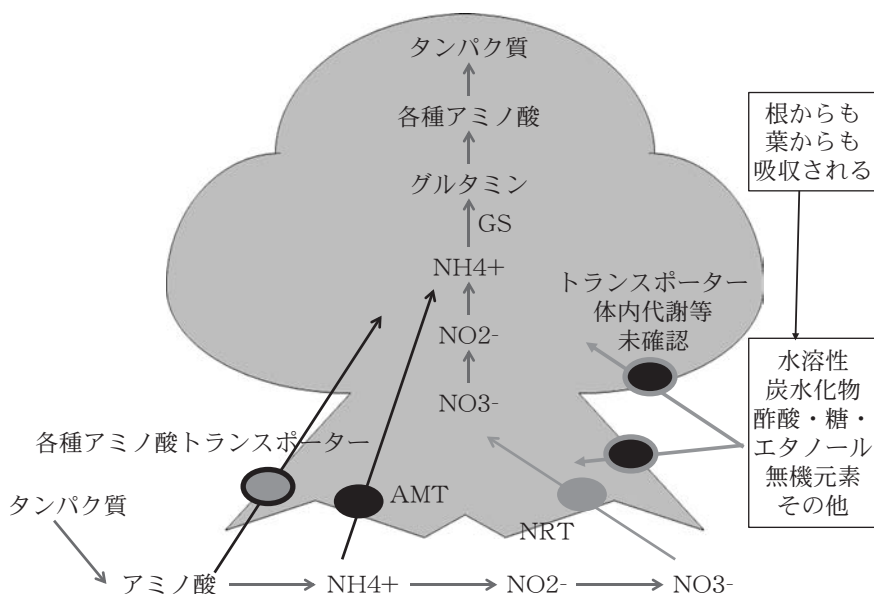 タンパク質
各種アミノ酸
グルタミン
GS
NH4+
NO2-
NO3-
根からも
葉からも
吸収される
トランスポーター
体内代謝等
未確認
水溶性
炭水化物
酢酸・糖・
エタノール
無機元素
その他
各種アミノ酸トランスポーター
AMT
NRT
タンパク質
アミノ酸
NH4+
NO2-
NO3-